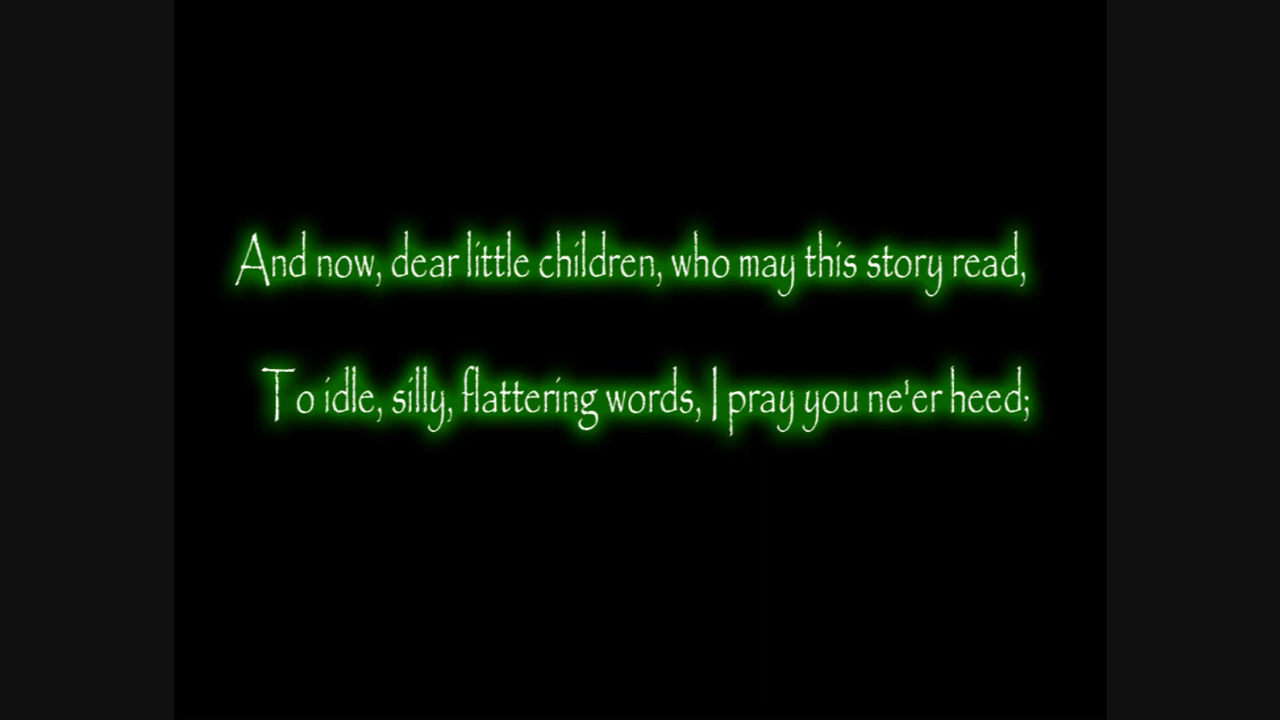 And now, dear little children, who may this story read,
To idle, silly, flattering words, I pray you ne'er heed;